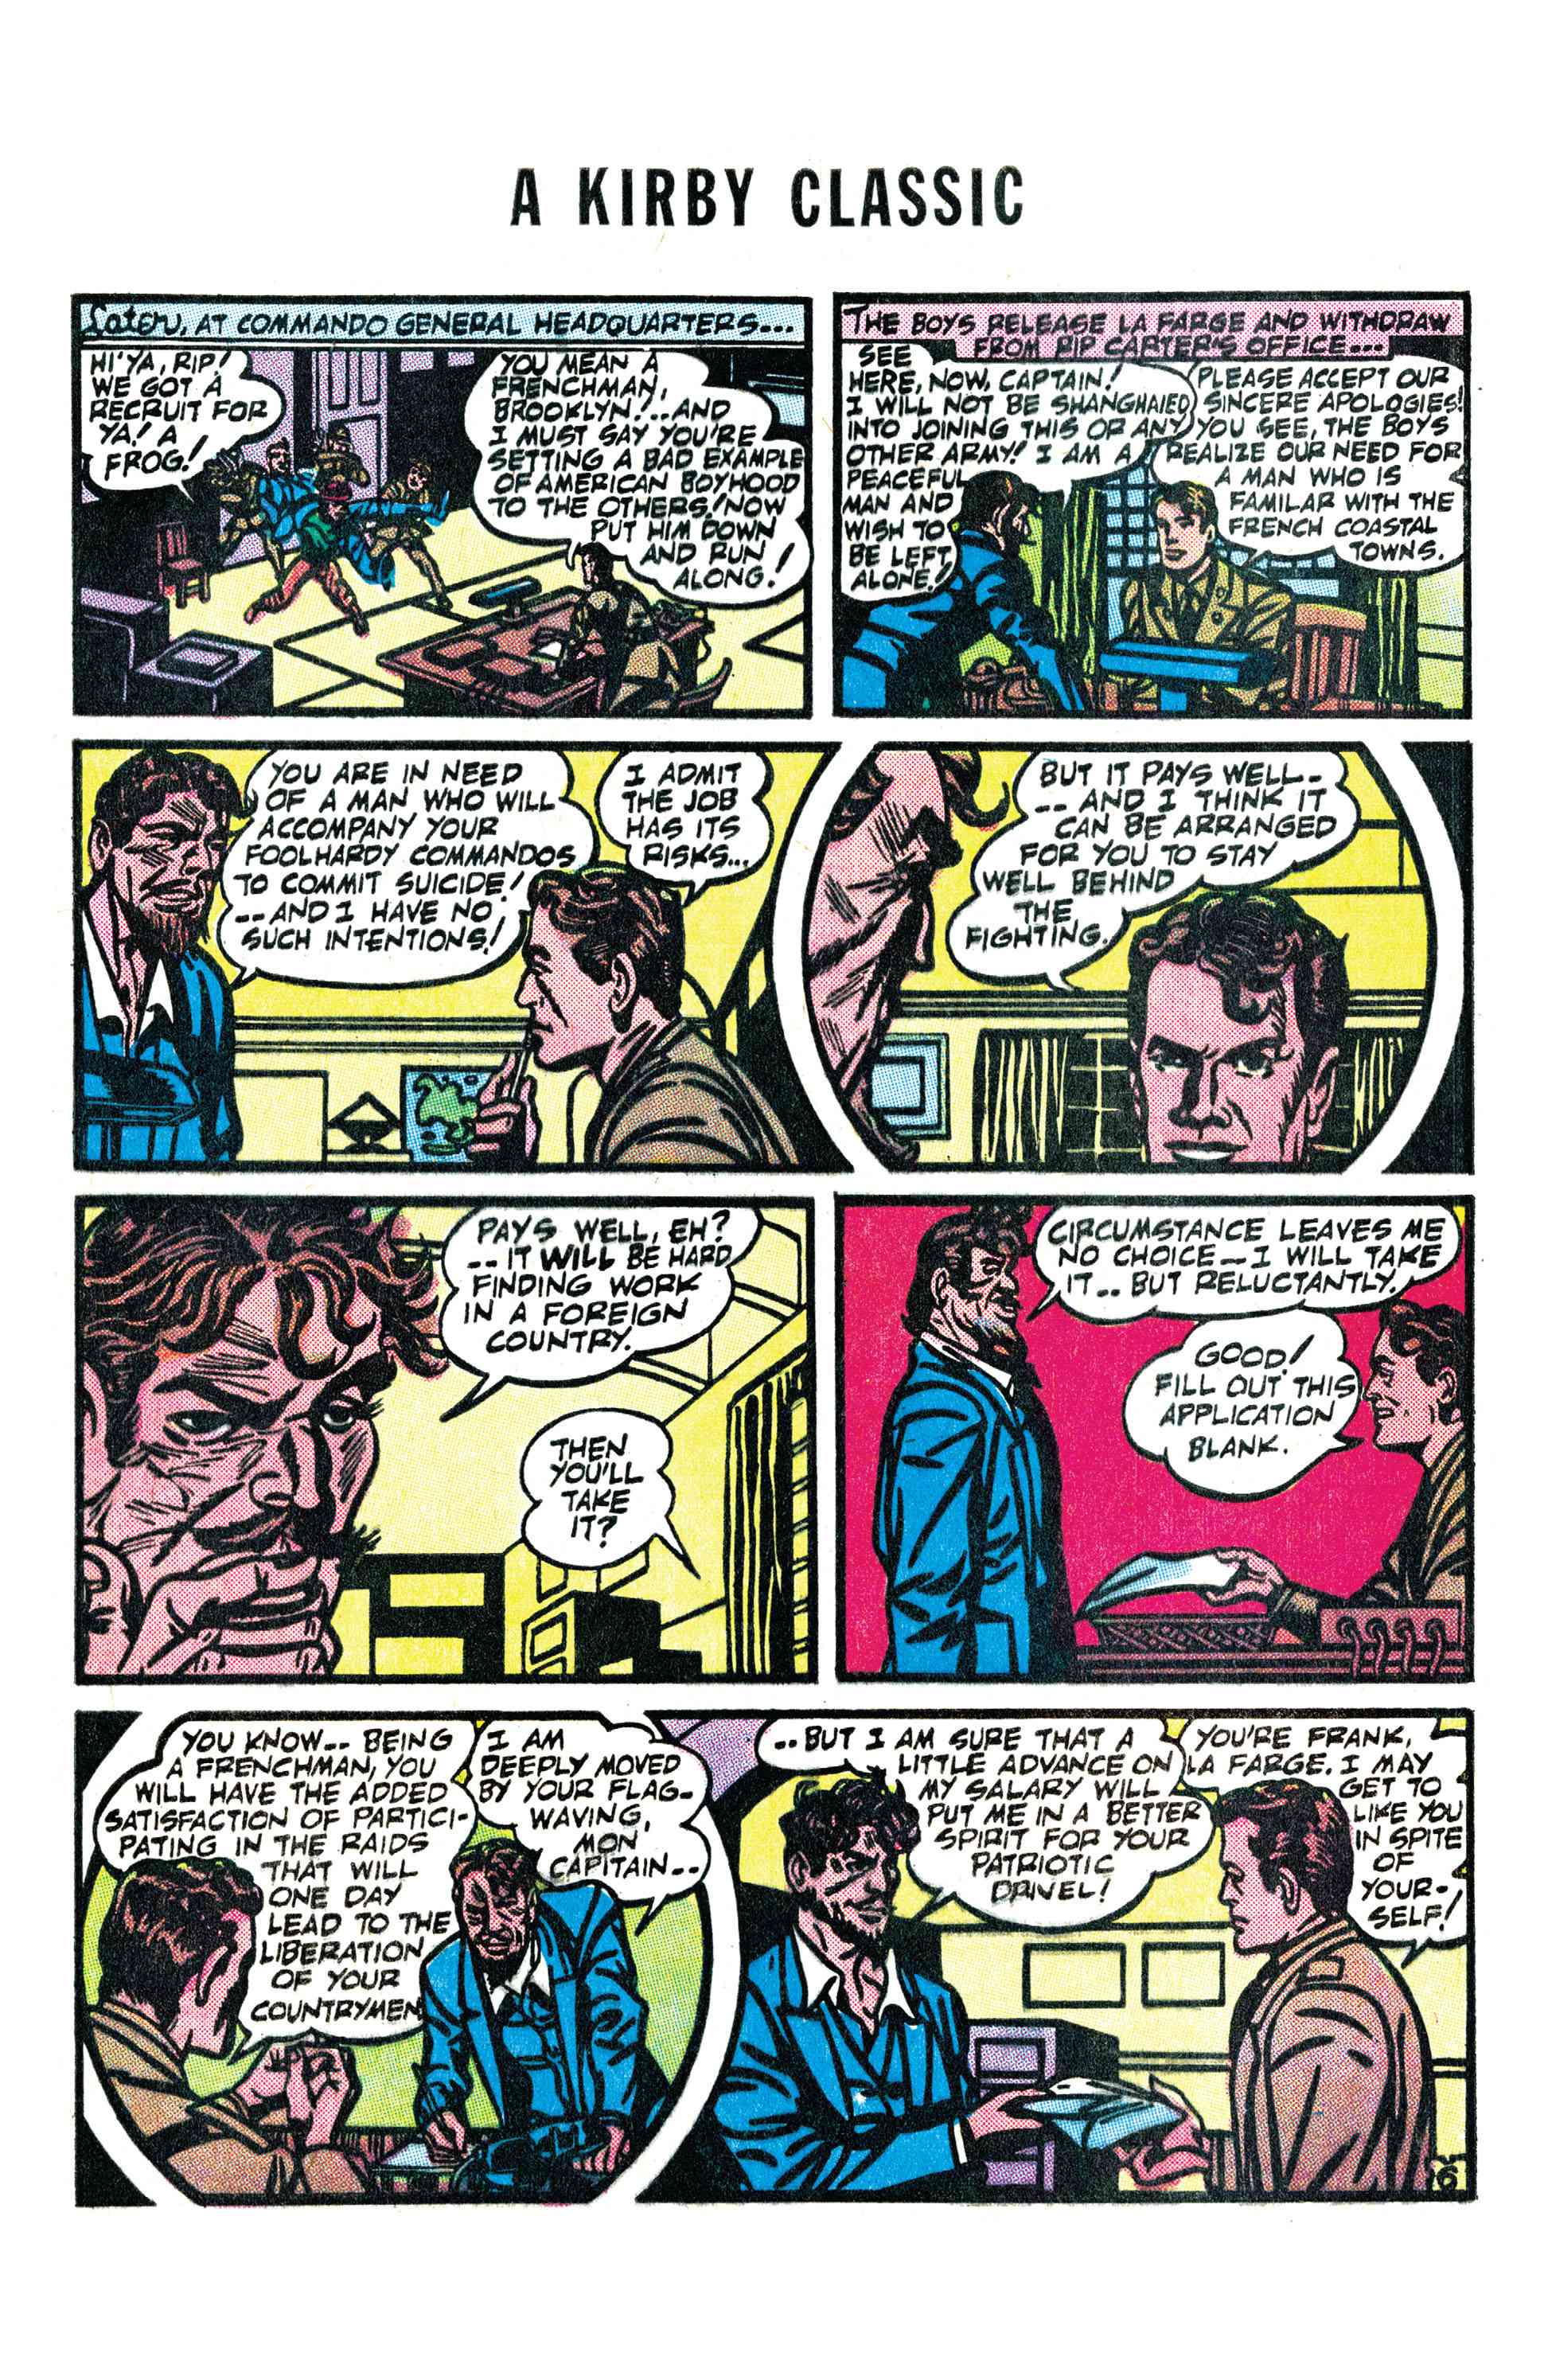 A KIRBY CLASSIC
Later, AT COMMANDO GENERAL HEADQUARTERS...
HI'YA, RIP!
WE GOT A
RECRUIT FOR
YA! A
FROG!
YOU MEAN A
FRENCHMAN,
BROOKLYN!..AND
I MUST SAY YOU'RE
SETTING A BAD EXAMPLE
OF AMERICAN BOYHOOD
TO THE OTHERS! NOW
PUT HIM DOWN
AND RUN
ALONG!
THE BOYS RELEASE LA FARGE AND WITHDRAW
FROM RIP CARTER'S OFFICE...
SEE
HERE, NOW, CAPTAIN!
I WILL NOT BE SHANGHAIED
INTO JOINING THIS OR ANY
OTHER ARMY! I AM A
PEACEFUL
MAN AND
WISH TO
BE LEFT
ALONE!
PLEASE ACCEPT OUR
SINCERE APOLOGIES!
YOU SEE, THE BOYS
REALIZE OUR NEED FOR
A MAN WHO IS
FAMILAR WITH THE
FRENCH COASTAL
TOWNS.
YOU ARE IN NEED
OF A MAN WHO WILL
ACCOMPANY YOUR
FOOLHARDY COMMANDOS
TO COMMIT SUICIDE!
--AND I HAVE NO
SUCH INTENTIONS!
I ADMIT
THE JOB
HAS ITS
RISKS...
BUT IT PAYS WELL-
-- AND I THINK IT
CAN BE ARRANGED
FOR YOU TO STAY
WELL BEHIND
THE
FIGHTING.
PAYS WELL, EH?
--IT WILL BE HARD
FINDING WORK
IN A FOREIGN
COUNTRY.
THEN
YOU'LL
TAKE
IT?
CIRCUMSTANCE LEAVES ME
NO CHOICE-I WILL TAKE
IT-- BUT RELUCTANTLY.
GOOD!
FILL OUT THIS
APPLICATION
BLANK.
YOU KNOW-- BEING
A FRENCHMAN, YOU
WILL HAVE THE ADDED
SATISFACTION OF PARTICI-
PATING IN THE RAIDS
THAT WILL
ONE DAY
LEAD TO THE
LIBERATION
OF YOUR
COUNTRYMEN
I AM
DEEPLY MOVED
BY YOUR FLAG-
WAVING,
MON
CAPITAIN--
--BUT I AM SURE THAT A
LITTLE ADVANCE ON
MY SALARY WILL
PUT ME IN A BETTER
SPIRIT FOR YOUR
PATRIOTIC
DRIVEL!
YOU'RE FRANK,
LA FARGE. I MAY
GET TO
LIKE YOU
IN SPITE
OF
YOUR-
SELF!
6